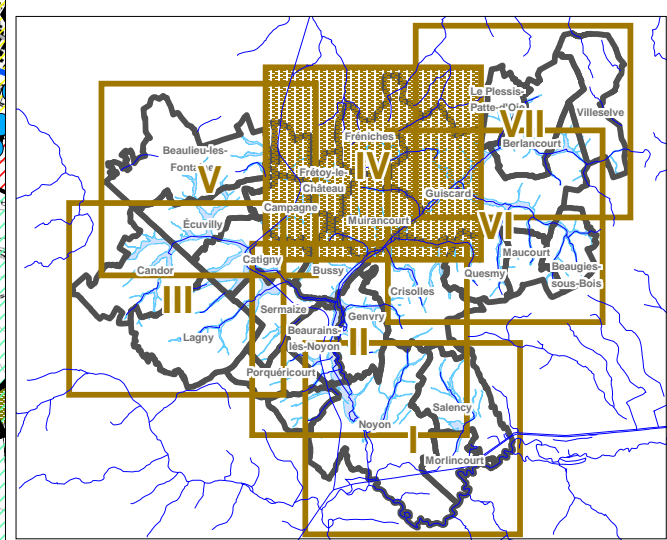 Le Plessis-
Patte-d'Oie
Villeselve
VII
Berlancourt
Fréniches
Beaulieu-les-
Fonta
V
Frétoy-le-
Château
IV
Guiscard
Campagne
Muirancourt
VI
Écuvilly
Maucourt
Catigny
Candor
Bussy
Quesmy
Beaugies-
sous-Bois
Crisolles
III
Sermaize
Genvry
Beaurains-
lès-Noyon
II
Lagny
Porquéricourt
Salency
Noyon
I
Morlincourt